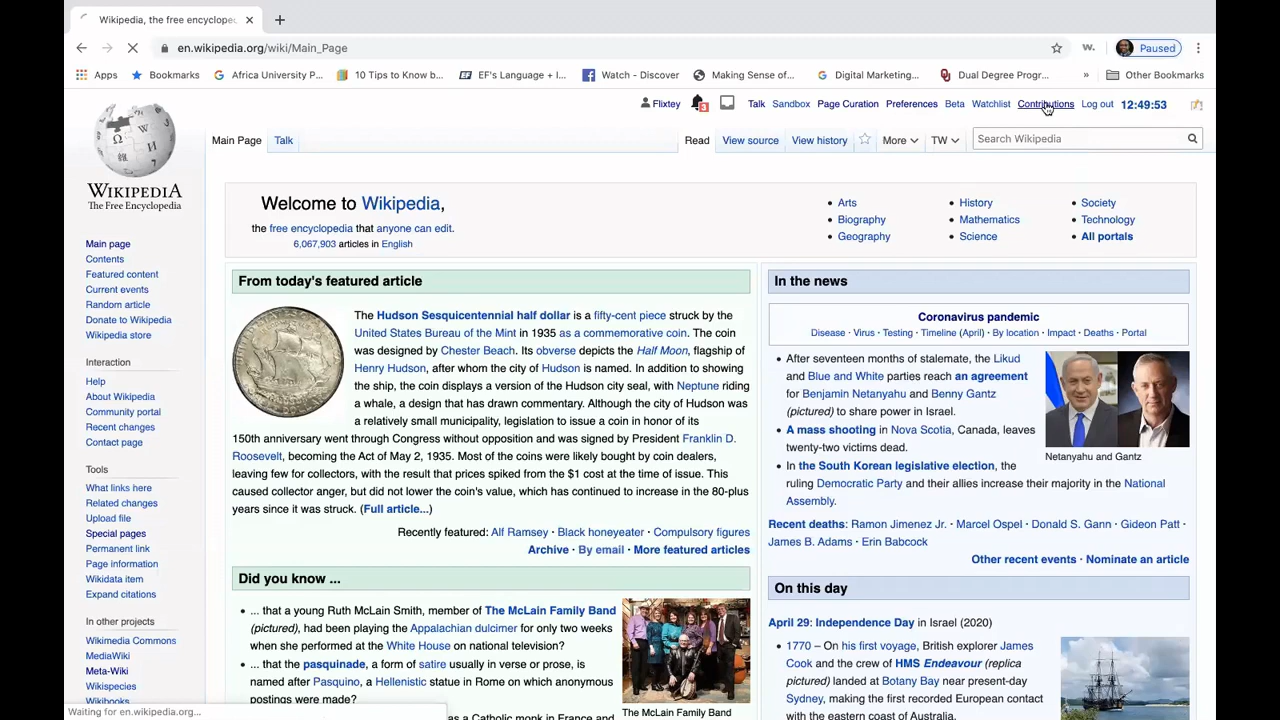 Wikipedia, the free encyclopec
en.wikipedia.org/wiki/Main_Page
Paused
Apps
Bookmarks
Africa University P...
10 Tips to Know b...
EF's Language + I...
Watch - Discover
Making Sense of...
Digital Marketing...
Dual Degree Progr...
»
Other Bookmarks
Flixtey
3
Talk
Sandbox
Page Curation
Preferences
Beta
Watchlist
Contributions
Log out
12:49:53
WIKIPEDIA
The Free Encyclopedia
Main Page
Talk
Read
View source
View history
More
TW
Search Wikipedia
Main page
Contents
Featured content
Current events
Random article
Donate to Wikipedia
Wikipedia store
Interaction
Help
About Wikipedia
Community portal
Recent changes
Contact page
Tools
What links here
Related changes
Upload file
Special pages
Permanent link
Page information
Wikidata item
Expand citations
In other projects
Wikimedia Commons
MediaWiki
Meta-Wiki
Wikispecies
Wikibooks
Waiting for en.wikipedia.org...
Welcome to Wikipedia,
the free encyclopedia that anyone can edit.
6,067,903 articles in English
• Arts
• Biography
• Geography
• History
• Mathematics
• Science
• Society
• Technology
• All portals
From today's featured article
The Hudson Sesquicentennial half dollar is a fifty-cent piece struck by the
United States Bureau of the Mint in 1935 as a commemorative coin. The coin
was designed by Chester Beach. Its obverse depicts the Half Moon, flagship of
Henry Hudson, after whom the city of Hudson is named. In addition to showing
the ship, the coin displays a version of the Hudson city seal, with Neptune riding
a whale, a design that has drawn commentary. Although the city of Hudson was
a relatively small municipality, legislation to issue a coin in honor of its
150th anniversary went through Congress without opposition and was signed by President Franklin D.
Roosevelt, becoming the Act of May 2, 1935. Most of the coins were likely bought by coin dealers,
leaving few for collectors, with the result that prices spiked from the $1 cost at the time of issue. This
caused collector anger, but did not lower the coin's value, which has continued to increase in the 80-plus
years since it was struck. (Full article...)
Recently featured: Alf Ramsey · Black honeyeater · Compulsory figures
Archive · By email · More featured articles
Did you know ...
• ... that a young Ruth McLain Smith, member of The McLain Family Band
(pictured), had been playing the Appalachian dulcimer for only two weeks
when she performed at the White House on national television?
• ... that the pasquinade, a form of satire usually in verse or prose, is
named after Pasquino, a Hellenistic statue in Rome on which anonymous
postings were made?
as a Catholic monk in France and
The McLain Family Band
In the news
Coronavirus pandemic
Disease · Virus · Testing · Timeline (April) · By location · Impact · Deaths · Portal
• After seventeen months of stalemate, the Likud
and Blue and White parties reach an agreement
for Benjamin Netanyahu and Benny Gantz
(pictured) to share power in Israel.
• A mass shooting in Nova Scotia, Canada, leaves
twenty-two victims dead.
• In the South Korean legislative election, the
ruling Democratic Party and their allies increase their majority in the National
Assembly.
Netanyahu and Gantz
Recent deaths: Ramon Jimenez Jr. · Marcel Ospel · Donald S. Gann · Gideon Patt ·
James B. Adams · Erin Babcock
Other recent events · Nominate an article
On this day
April 29: Independence Day in Israel (2020)
• 1770 – On his first voyage, British explorer James
Cook and the crew of HMS Endeavour (replica
pictured) landed at Botany Bay near present-day
Sydney, making the first recorded European contact
with the eastern coast of Australia.